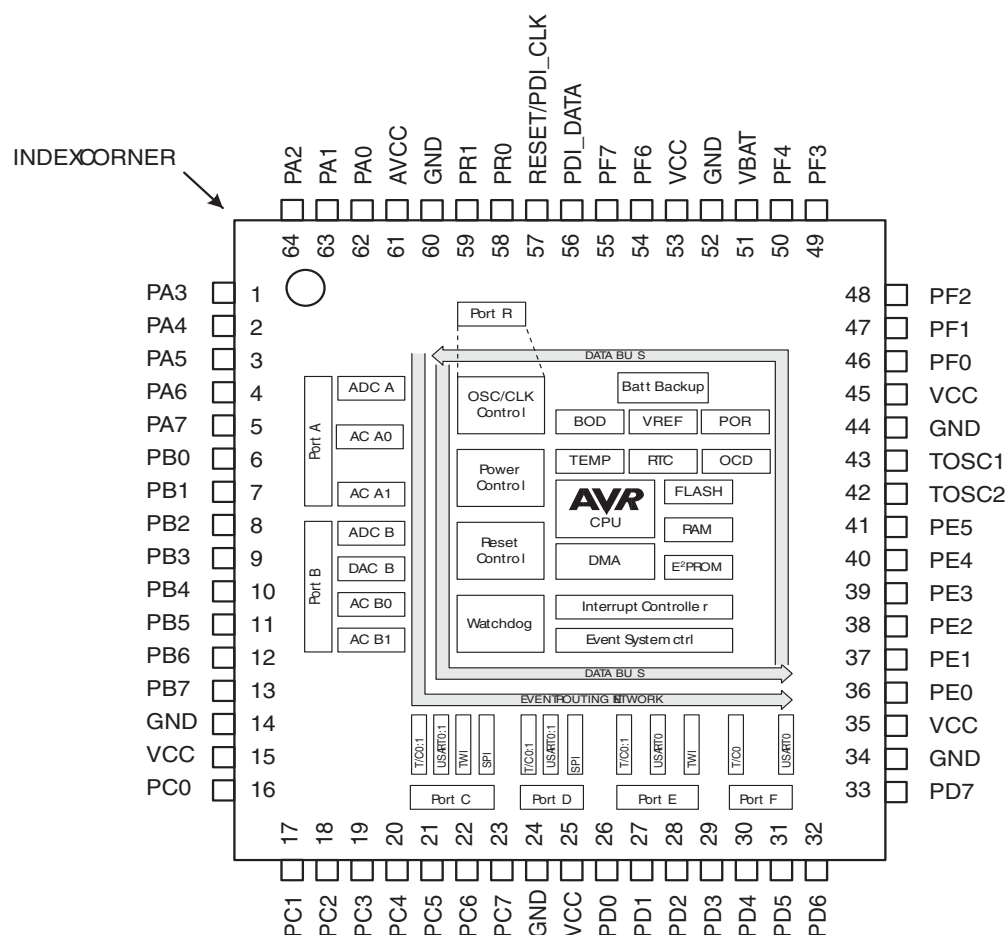 INDEXCORNER
PA2
PA1
PA0
AVCC
GND
PR1
PR0
RESET/PDI_CLK
PDI_DATA
PF7
PF6
VCC
GND
VBAT
PF4
PF3
64
63
62
61
60
59
58
57
56
55
54
53
52
51
50
49
PA3 1
PA4 2
PA5 3
PA6 4
PA7 5
PB0 6
PB1 7
PB2 8
PB3 9
PB4 10
PB5 11
PB6 12
PB7 13
GND 14
VCC 15
PC0 16
48 PF2
47 PF1
46 PF0
45 VCC
44 GND
43 TOSC1
42 TOSC2
41 PE5
40 PE4
39 PE3
38 PE2
37 PE1
36 PE0
35 VCC
34 GND
33 PD7
Port R
DATA BUS
Port A
ADC A
AC A0
AC A1
Port B
ADC B
DAC B
AC B0
AC B1
OSC/CLK
Control
Power
Control
Reset
Control
Watchdog
Batt Backup
BOD
VREF
POR
TEMP
RTC
OCD
AVR
CPU
FLASH
RAM
DMA
E²PROM
Interrupt Controller
Event System ctrl
DATA BUS
EVENT ROUTING NETWORK
T/C0:1
USART0:1
TWI
SPI
T/C0:1
USART0:1
SPI
T/C0:1
USART0
TWI
T/C0
USART0
Port C
Port D
Port E
Port F
17
18
19
20
21
22
23
24
25
26
27
28
29
30
31
32
PC1
PC2
PC3
PC4
PC5
PC6
PC7
GND
VCC
PD0
PD1
PD2
PD3
PD4
PD5
PD6